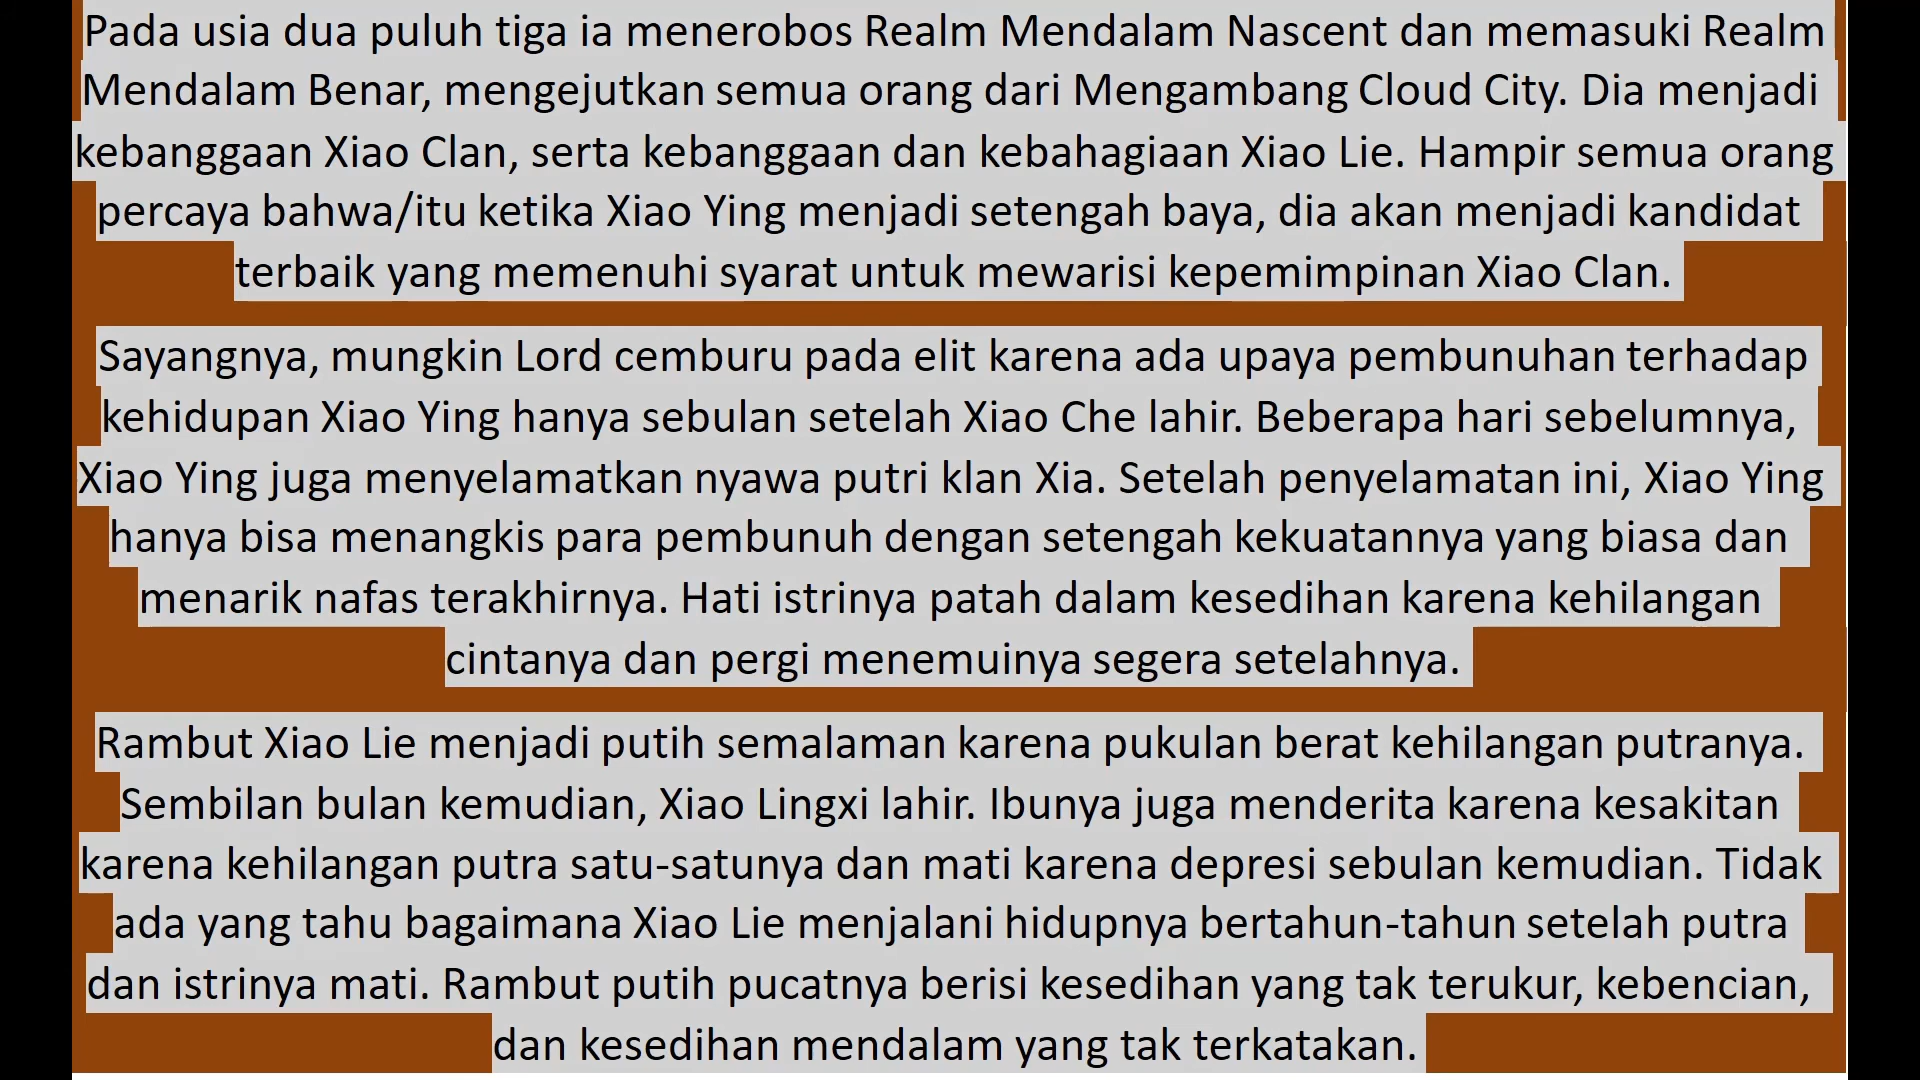 Pada usia dua puluh tiga ia menerobos Realm Mendalam Nascent dan memasuki Realm
Mendalam Benar, mengejutkan semua orang dari Mengambang Cloud City. Dia menjadi
kebanggaan Xiao Clan, serta kebanggaan dan kebahagiaan Xiao Lie. Hampir semua orang
percaya bahwa/itu ketika Xiao Ying menjadi setengah baya, dia akan menjadi kandidat
terbaik yang memenuhi syarat untuk mewarisi kepemimpinan Xiao Clan.
Sayangnya, mungkin Lord cemburu pada elit karena ada upaya pembunuhan terhadap
kehidupan Xiao Ying hanya sebulan setelah Xiao Che lahir. Beberapa hari sebelumnya,
Xiao Ying juga menyelamatkan nyawa putri klan Xia. Setelah penyelamatan ini, Xiao Ying
hanya bisa menangkis para pembunuh dengan setengah kekuatannya yang biasa dan
menarik nafas terakhirnya. Hati istrinya patah dalam kesedihan karena kehilangan
cintanya dan pergi menemuinya segera setelahnya.
Rambut Xiao Lie menjadi putih semalaman karena pukulan berat kehilangan putranya.
Sembilan bulan kemudian, Xiao Lingxi lahir. Ibunya juga menderita karena kesakitan
karena kehilangan putra satu-satunya dan mati karena depresi sebulan kemudian. Tidak
ada yang tahu bagaimana Xiao Lie menjalani hidupnya bertahun-tahun setelah putra
dan istrinya mati. Rambut putih pucatnya berisi kesedihan yang tak terukur, kebencian,
dan kesedihan mendalam yang tak terkatakan.